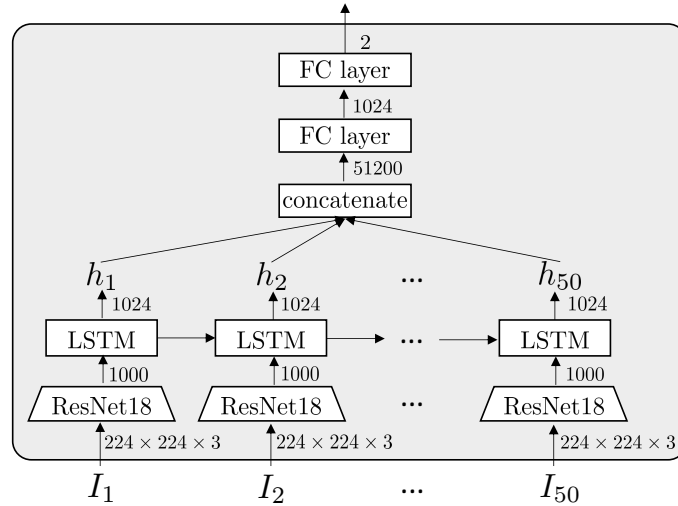 2
FC layer
1024
FC layer
51200
concatenate
h₁ h₂ ... h₅₀
1024 1024 1024
LSTM LSTM ... LSTM
1000 1000 1000
ResNet18 ResNet18 ... ResNet18
224 × 224 × 3 224 × 224 × 3 224 × 224 × 3
I₁ I₂ ... I₅₀